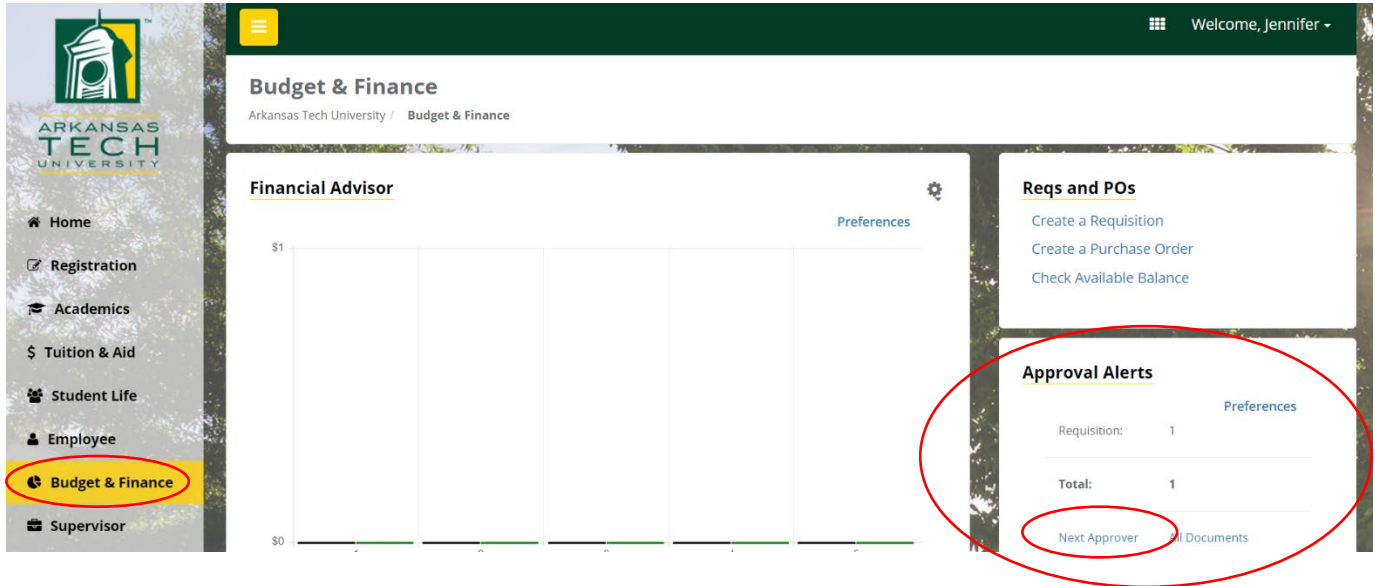 ARKANSAS
TECH
UNIVERSITY
Home
Registration
Academics
$ Tuition & Aid
Student Life
Employee
Budget & Finance
Supervisor
Welcome, Jennifer
Budget & Finance
Arkansas Tech University / Budget & Finance
Financial Advisor
Preferences
$1
$0
Reqs and POs
Create a Requisition
Create a Purchase Order
Check Available Balance
Approval Alerts
Preferences
Requisition: 1
Total: 1
Next Approver All Documents